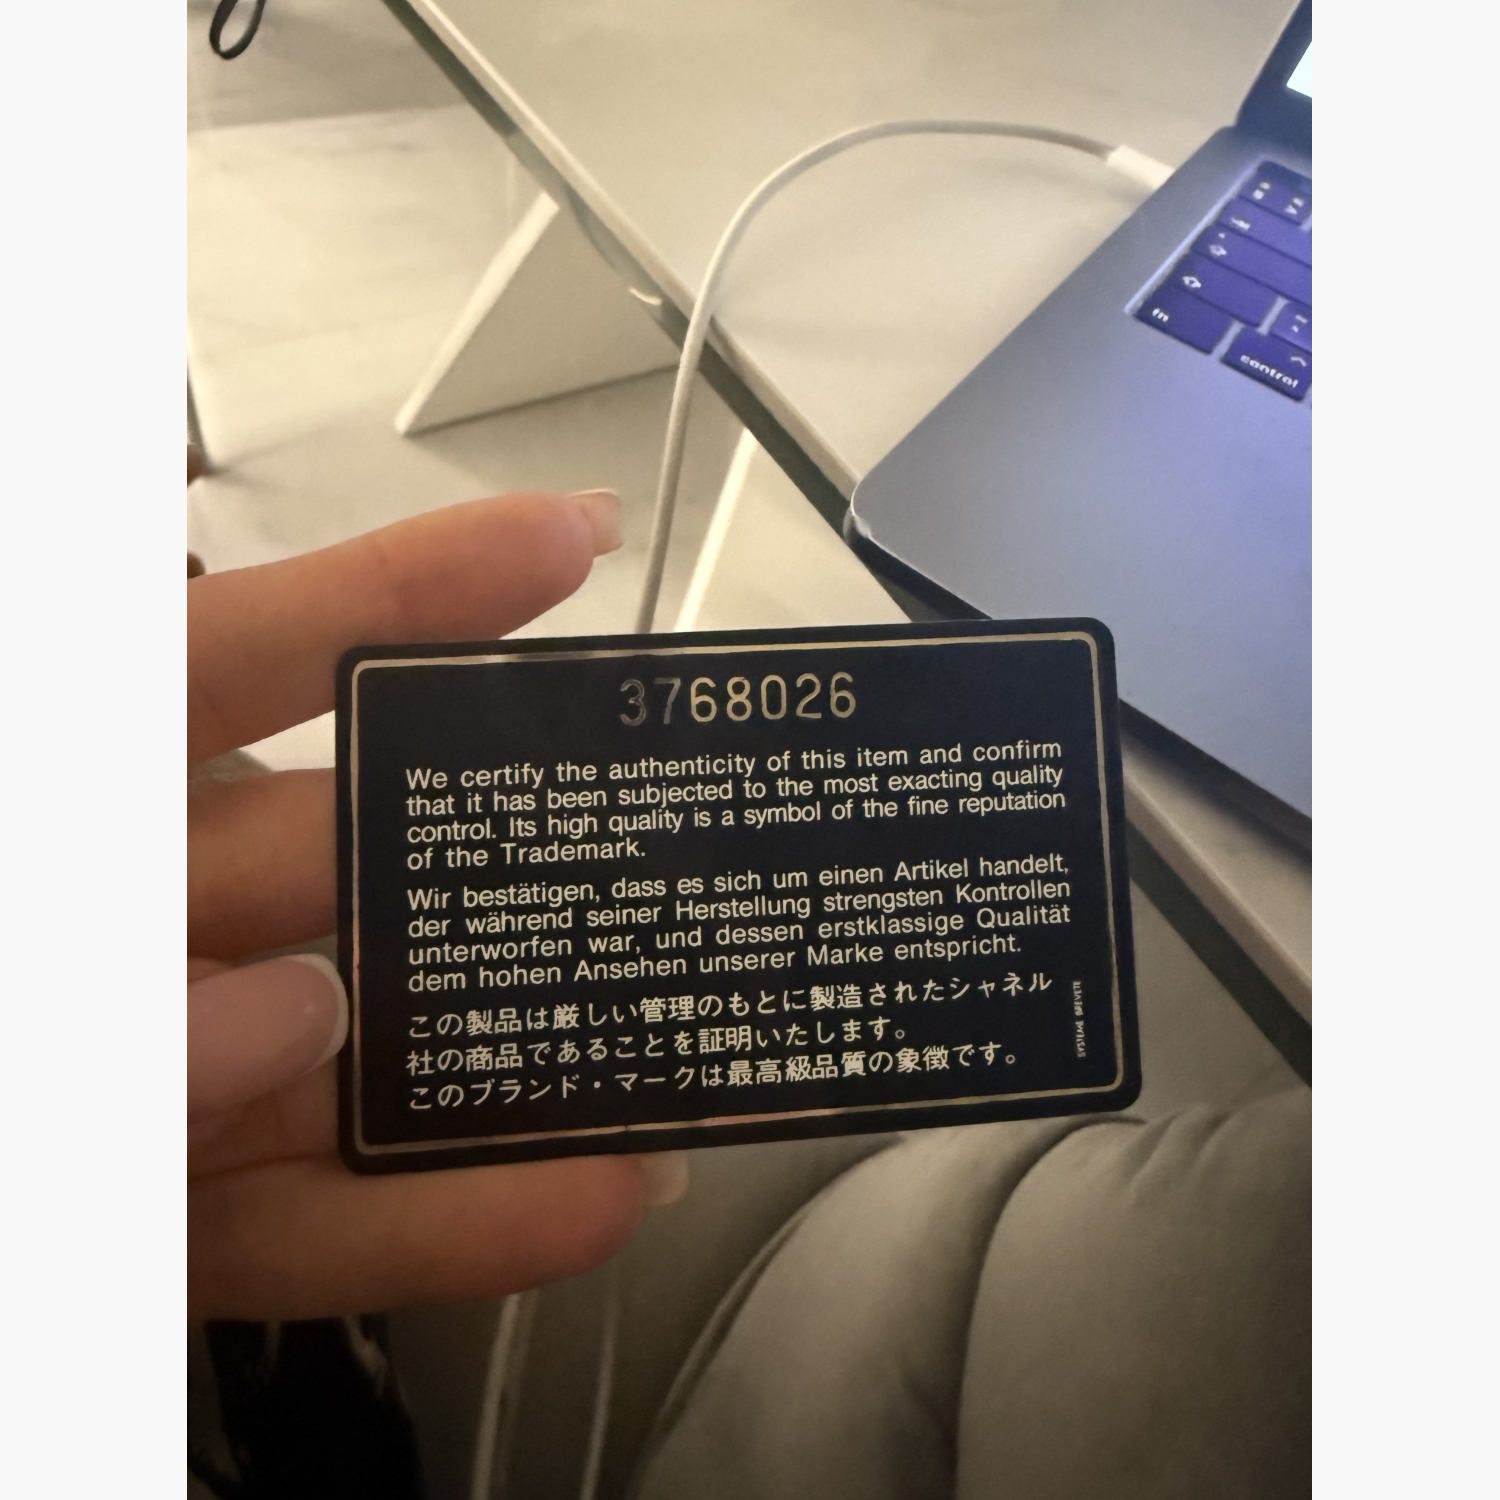 3768026
We certify the authenticity of this item and confirm
that it has been subjected to the most exacting quality
control. Its high quality is a symbol of the fine reputation
of the Trademark.
Wir bestätigen, dass es sich um einen Artikel handelt,
der während seiner Herstellung strengsten Kontrollen
unterworfen war, und dessen erstklassige Qualität
dem hohen Ansehen unserer Marke entspricht.
この製品は厳しい管理のもとに製造されたシャネル
社の商品であることを証明いたします。
このブランド・マークは最高級品質の象徴です。
SYSTEME BREVETE
fn
control